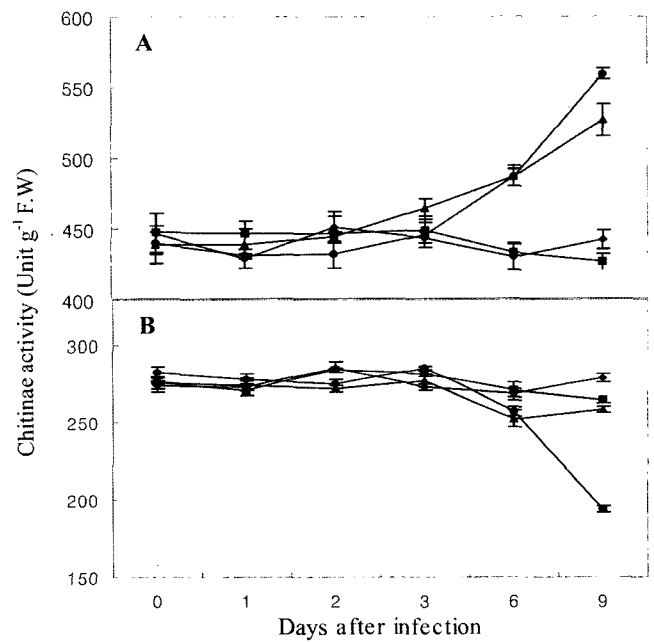 600
A
550
500
450
400
B
300
250
200
150
0 1 2 3 6 9
Days after infection
Chitinae activity (Unit g⁻¹ F.W)